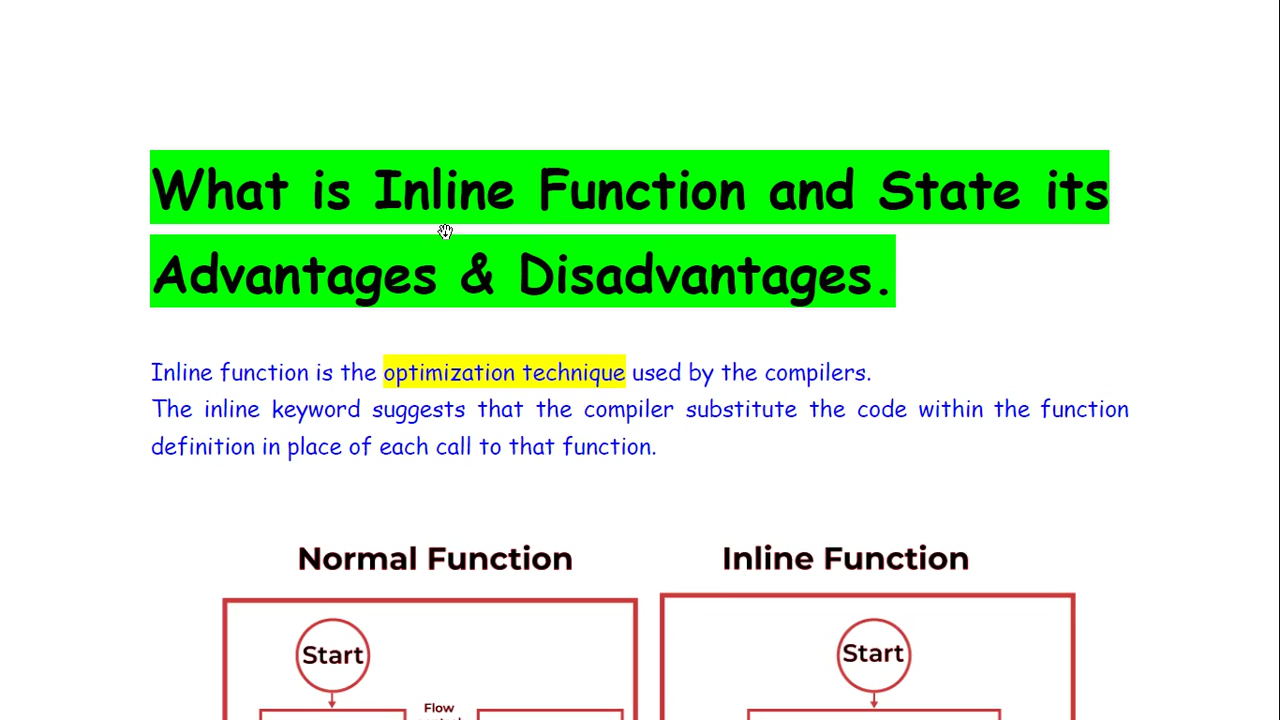 What is Inline Function and State its
Advantages & Disadvantages.
Inline function is the optimization technique used by the compilers.
The inline keyword suggests that the compiler substitute the code within the function
definition in place of each call to that function.
Normal Function
Inline Function
Start
Start
Flow